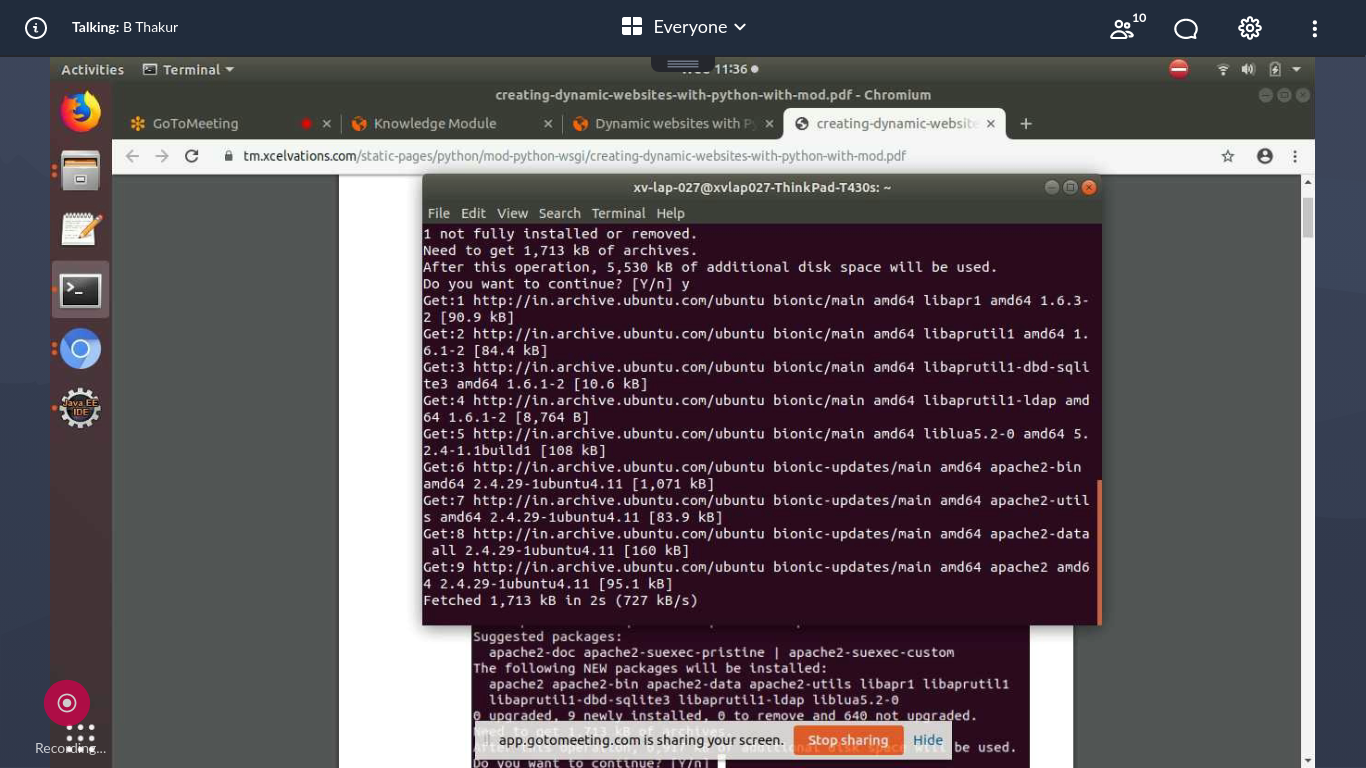 Talking: B Thakur
Everyone
10
Activities
Terminal
11:36
creating-dynamic-websites-with-python-with-mod.pdf - Chromium
GoToMeeting
Knowledge Module
Dynamic websites with P
creating-dynamic-website
tm.xcelvations.com/static-pages/python/mod-python-wsgi/creating-dynamic-websites-with-python-with-mod.pdf
xv-lap-027@xvlap027-ThinkPad-T430s: ~
File Edit View Search Terminal Help
1 not fully installed or removed.
Need to get 1,713 kB of archives.
After this operation, 5,530 kB of additional disk space will be used.
Do you want to continue? [Y/n] y
Get:1 http://in.archive.ubuntu.com/ubuntu bionic/main amd64 libapr1 amd64 1.6.3-
2 [90.9 kB]
Get:2 http://in.archive.ubuntu.com/ubuntu bionic/main amd64 libaprutil1 amd64 1.
6.1-2 [84.4 kB]
Get:3 http://in.archive.ubuntu.com/ubuntu bionic/main amd64 libaprutil1-dbd-sqli
te3 amd64 1.6.1-2 [10.6 kB]
Get:4 http://in.archive.ubuntu.com/ubuntu bionic/main amd64 libaprutil1-ldap amd
64 1.6.1-2 [8,764 B]
Get:5 http://in.archive.ubuntu.com/ubuntu bionic/main amd64 liblua5.2-0 amd64 5.
2.4-1.1build1 [108 kB]
Get:6 http://in.archive.ubuntu.com/ubuntu bionic-updates/main amd64 apache2-bin
amd64 2.4.29-1ubuntu4.11 [1,071 kB]
Get:7 http://in.archive.ubuntu.com/ubuntu bionic-updates/main amd64 apache2-util
s amd64 2.4.29-1ubuntu4.11 [83.9 kB]
Get:8 http://in.archive.ubuntu.com/ubuntu bionic-updates/main amd64 apache2-data
all 2.4.29-1ubuntu4.11 [160 kB]
Get:9 http://in.archive.ubuntu.com/ubuntu bionic-updates/main amd64 apache2 amd6
4 2.4.29-1ubuntu4.11 [95.1 kB]
Fetched 1,713 kB in 2s (727 kB/s)
Java EE
IDE
Suggested packages:
apache2-doc apache2-suexec-pristine | apache2-suexec-custom
The following NEW packages will be installed:
apache2 apache2-bin apache2-data apache2-utils libapr1 libaprutil1
libaprutil1-dbd-sqlite3 libaprutil1-ldap liblua5.2-0
0 upgraded, 9 newly installed, 0 to remove and 640 not upgraded.
app.gotomeeting.com is sharing your screen. Stop sharing Hide
be used.
Do you want to continue? [Y/n]
Recording...